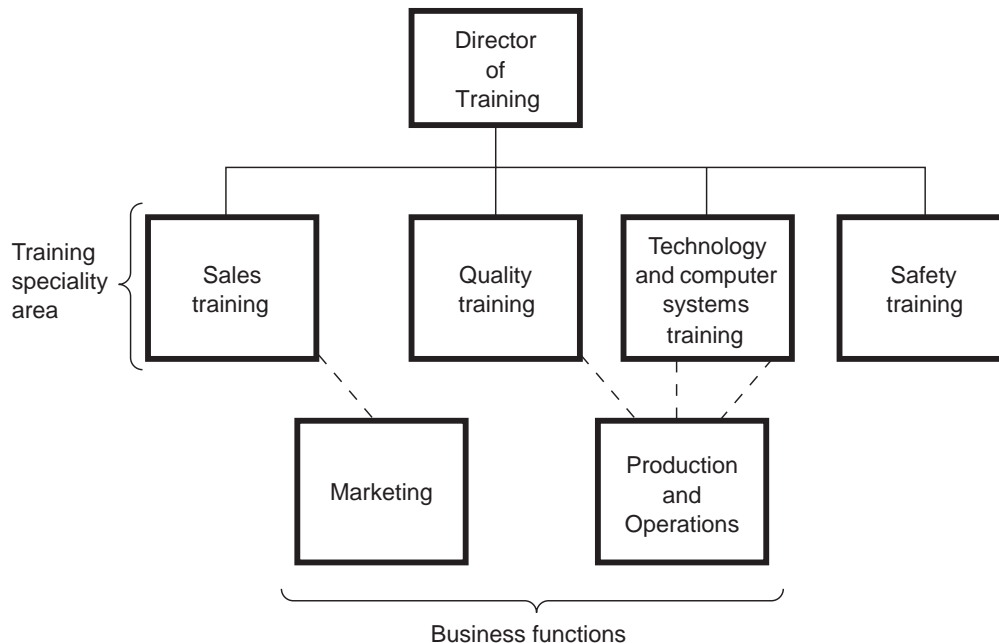 Director
of
Training
Training
speciality
area
Sales
training
Quality
training
Technology
and computer
systems
training
Safety
training
Marketing
Production
and
Operations
Business functions